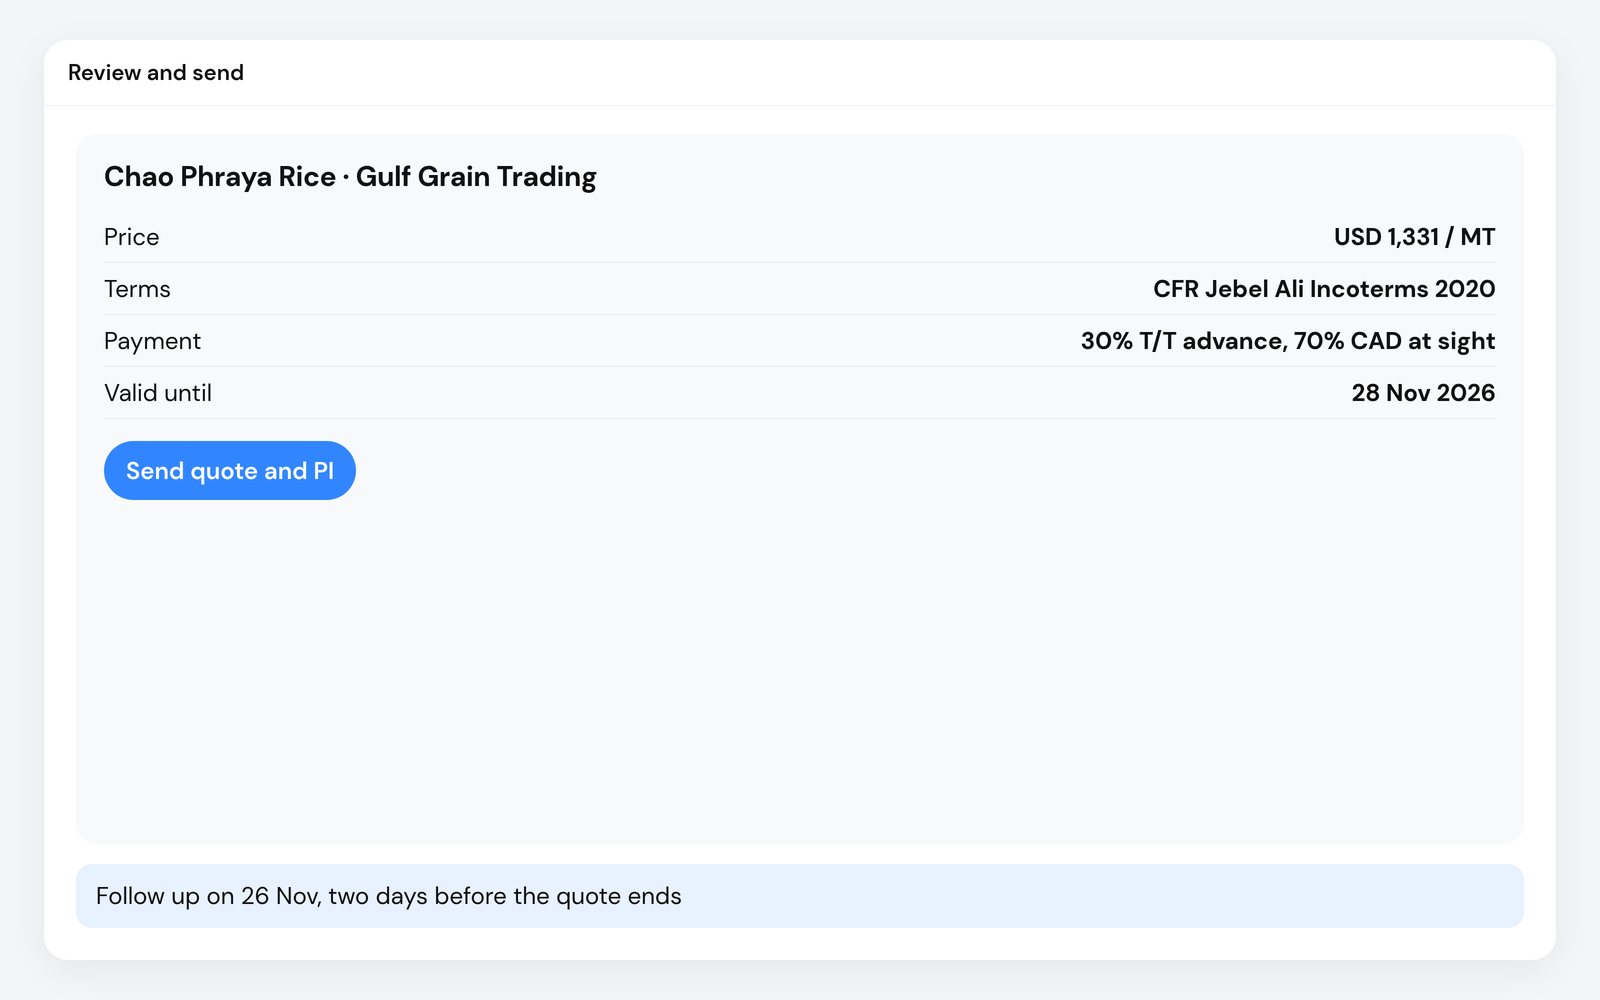 Review and send
Chao Phraya Rice · Gulf Grain Trading
Price USD 1,331 / MT
Terms CFR Jebel Ali Incoterms 2020
Payment 30% T/T advance, 70% CAD at sight
Valid until 28 Nov 2026
Send quote and PI
Follow up on 26 Nov, two days before the quote ends